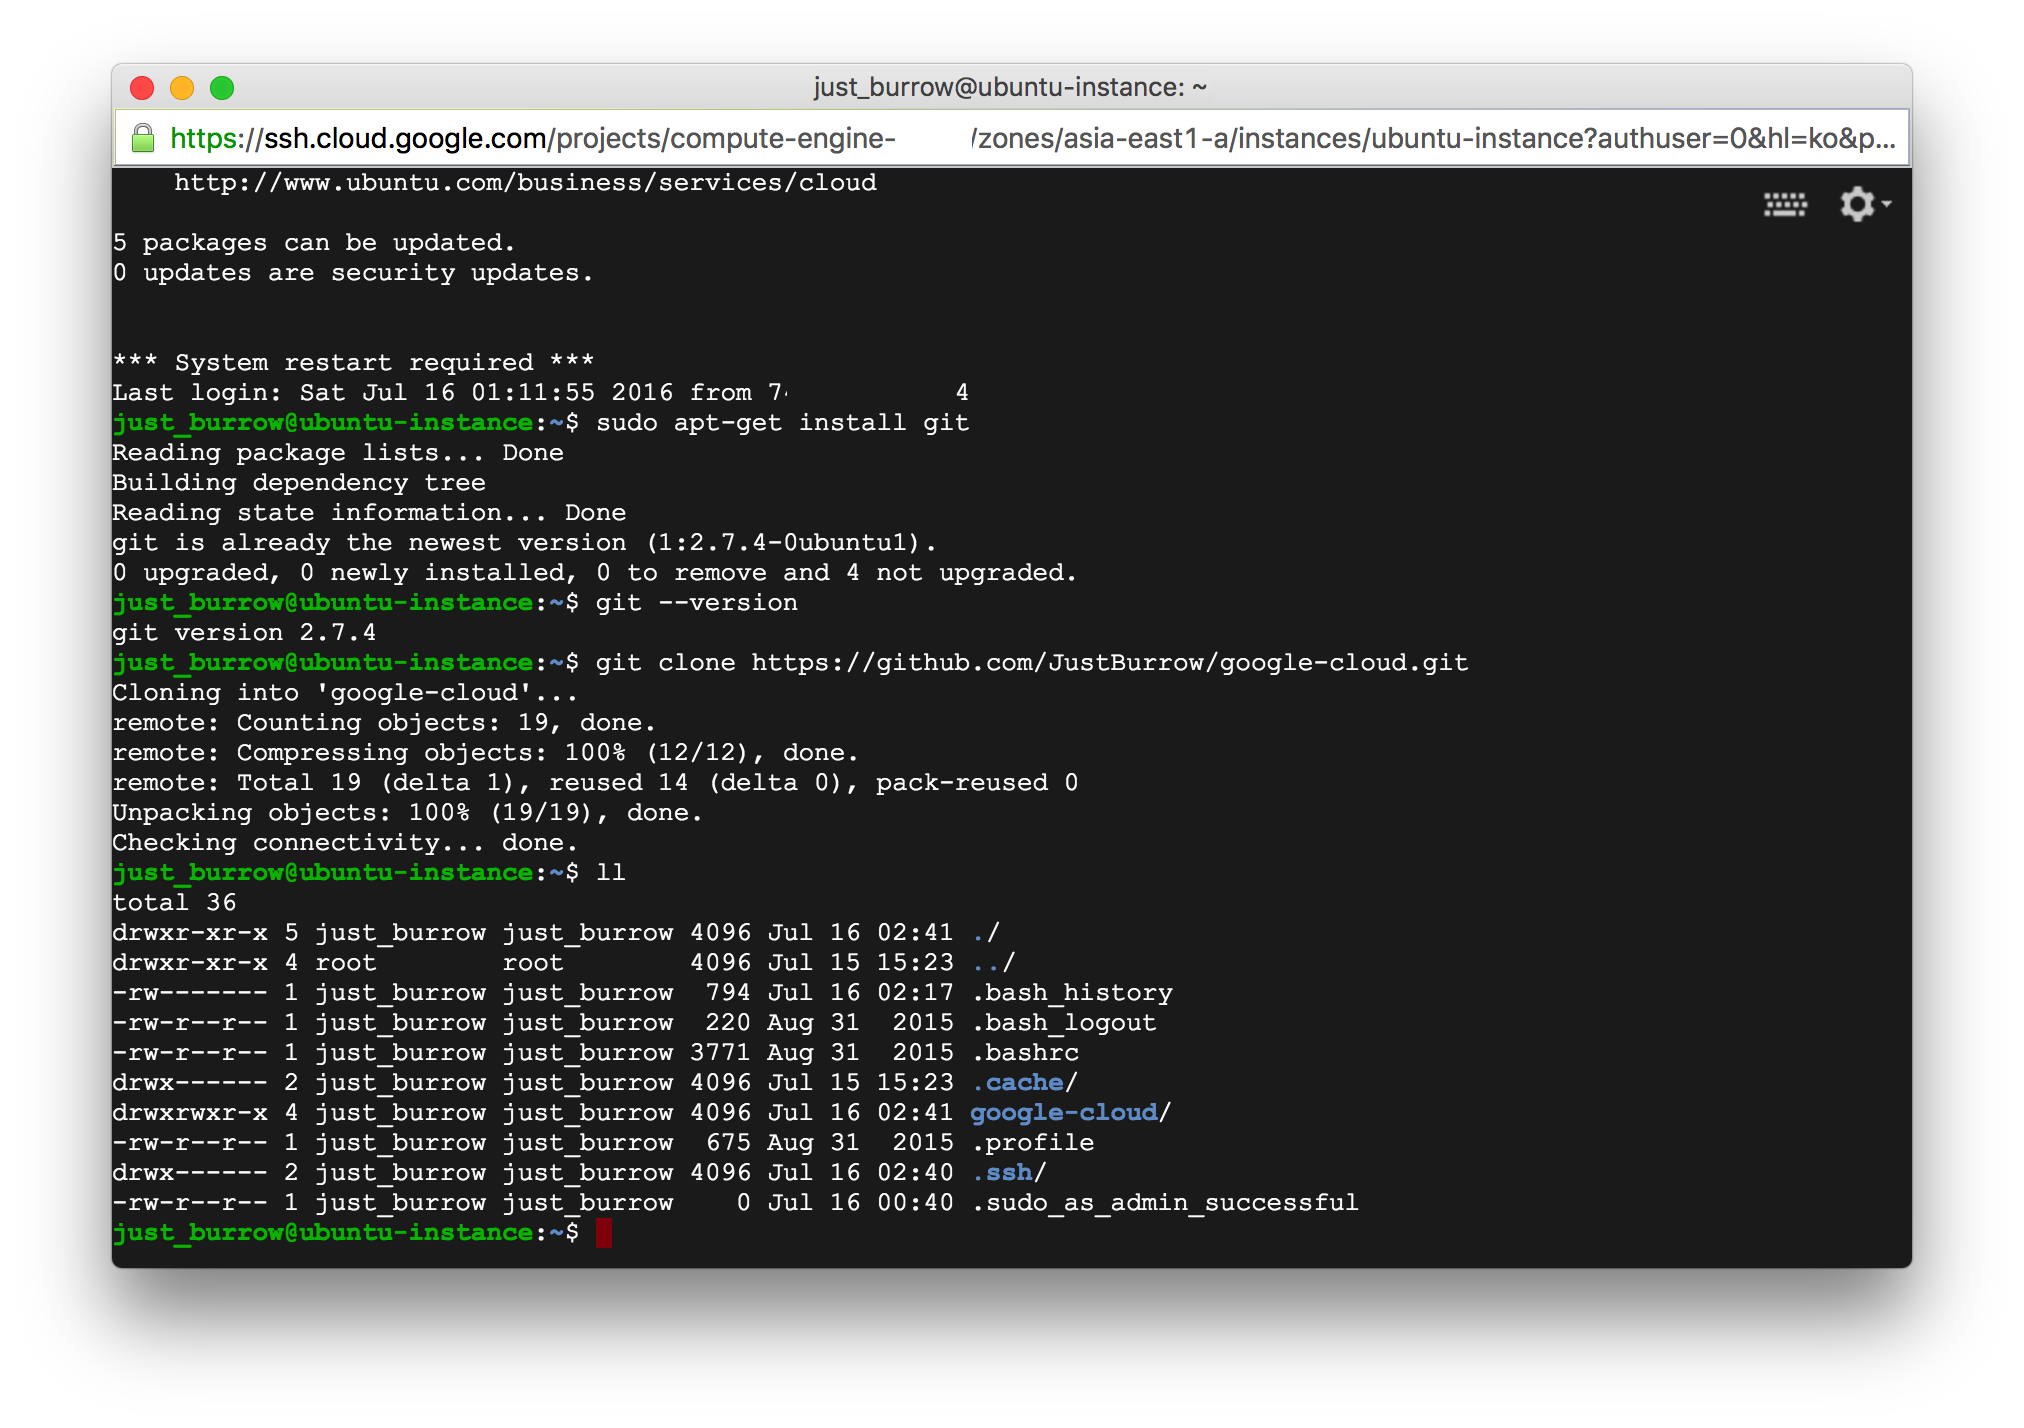 just_burrow@ubuntu-instance: ~
https://ssh.cloud.google.com/projects/compute-engine- /zones/asia-east1-a/instances/ubuntu-instance?authuser=0&hl=ko&p...
http://www.ubuntu.com/business/services/cloud
5 packages can be updated.
0 updates are security updates.
*** System restart required ***
Last login: Sat Jul 16 01:11:55 2016 from 7 4
just_burrow@ubuntu-instance:~$ sudo apt-get install git
Reading package lists... Done
Building dependency tree
Reading state information... Done
git is already the newest version (1:2.7.4-0ubuntu1).
0 upgraded, 0 newly installed, 0 to remove and 4 not upgraded.
just_burrow@ubuntu-instance:~$ git --version
git version 2.7.4
just_burrow@ubuntu-instance:~$ git clone https://github.com/JustBurrow/google-cloud.git
Cloning into 'google-cloud'...
remote: Counting objects: 19, done.
remote: Compressing objects: 100% (12/12), done.
remote: Total 19 (delta 1), reused 14 (delta 0), pack-reused 0
Unpacking objects: 100% (19/19), done.
Checking connectivity... done.
just_burrow@ubuntu-instance:~$ ll
total 36
drwxr-xr-x 5 just_burrow just_burrow 4096 Jul 16 02:41 ./
drwxr-xr-x 4 root        root        4096 Jul 15 15:23 ../
-rw------- 1 just_burrow just_burrow  794 Jul 16 02:17 .bash_history
-rw-r--r-- 1 just_burrow just_burrow  220 Aug 31  2015 .bash_logout
-rw-r--r-- 1 just_burrow just_burrow 3771 Aug 31  2015 .bashrc
drwx------ 2 just_burrow just_burrow 4096 Jul 15 15:23 .cache/
drwxrwxr-x 4 just_burrow just_burrow 4096 Jul 16 02:41 google-cloud/
-rw-r--r-- 1 just_burrow just_burrow  675 Aug 31  2015 .profile
drwx------ 2 just_burrow just_burrow 4096 Jul 16 02:40 .ssh/
-rw-r--r-- 1 just_burrow just_burrow    0 Jul 16 00:40 .sudo_as_admin_successful
just_burrow@ubuntu-instance:~$